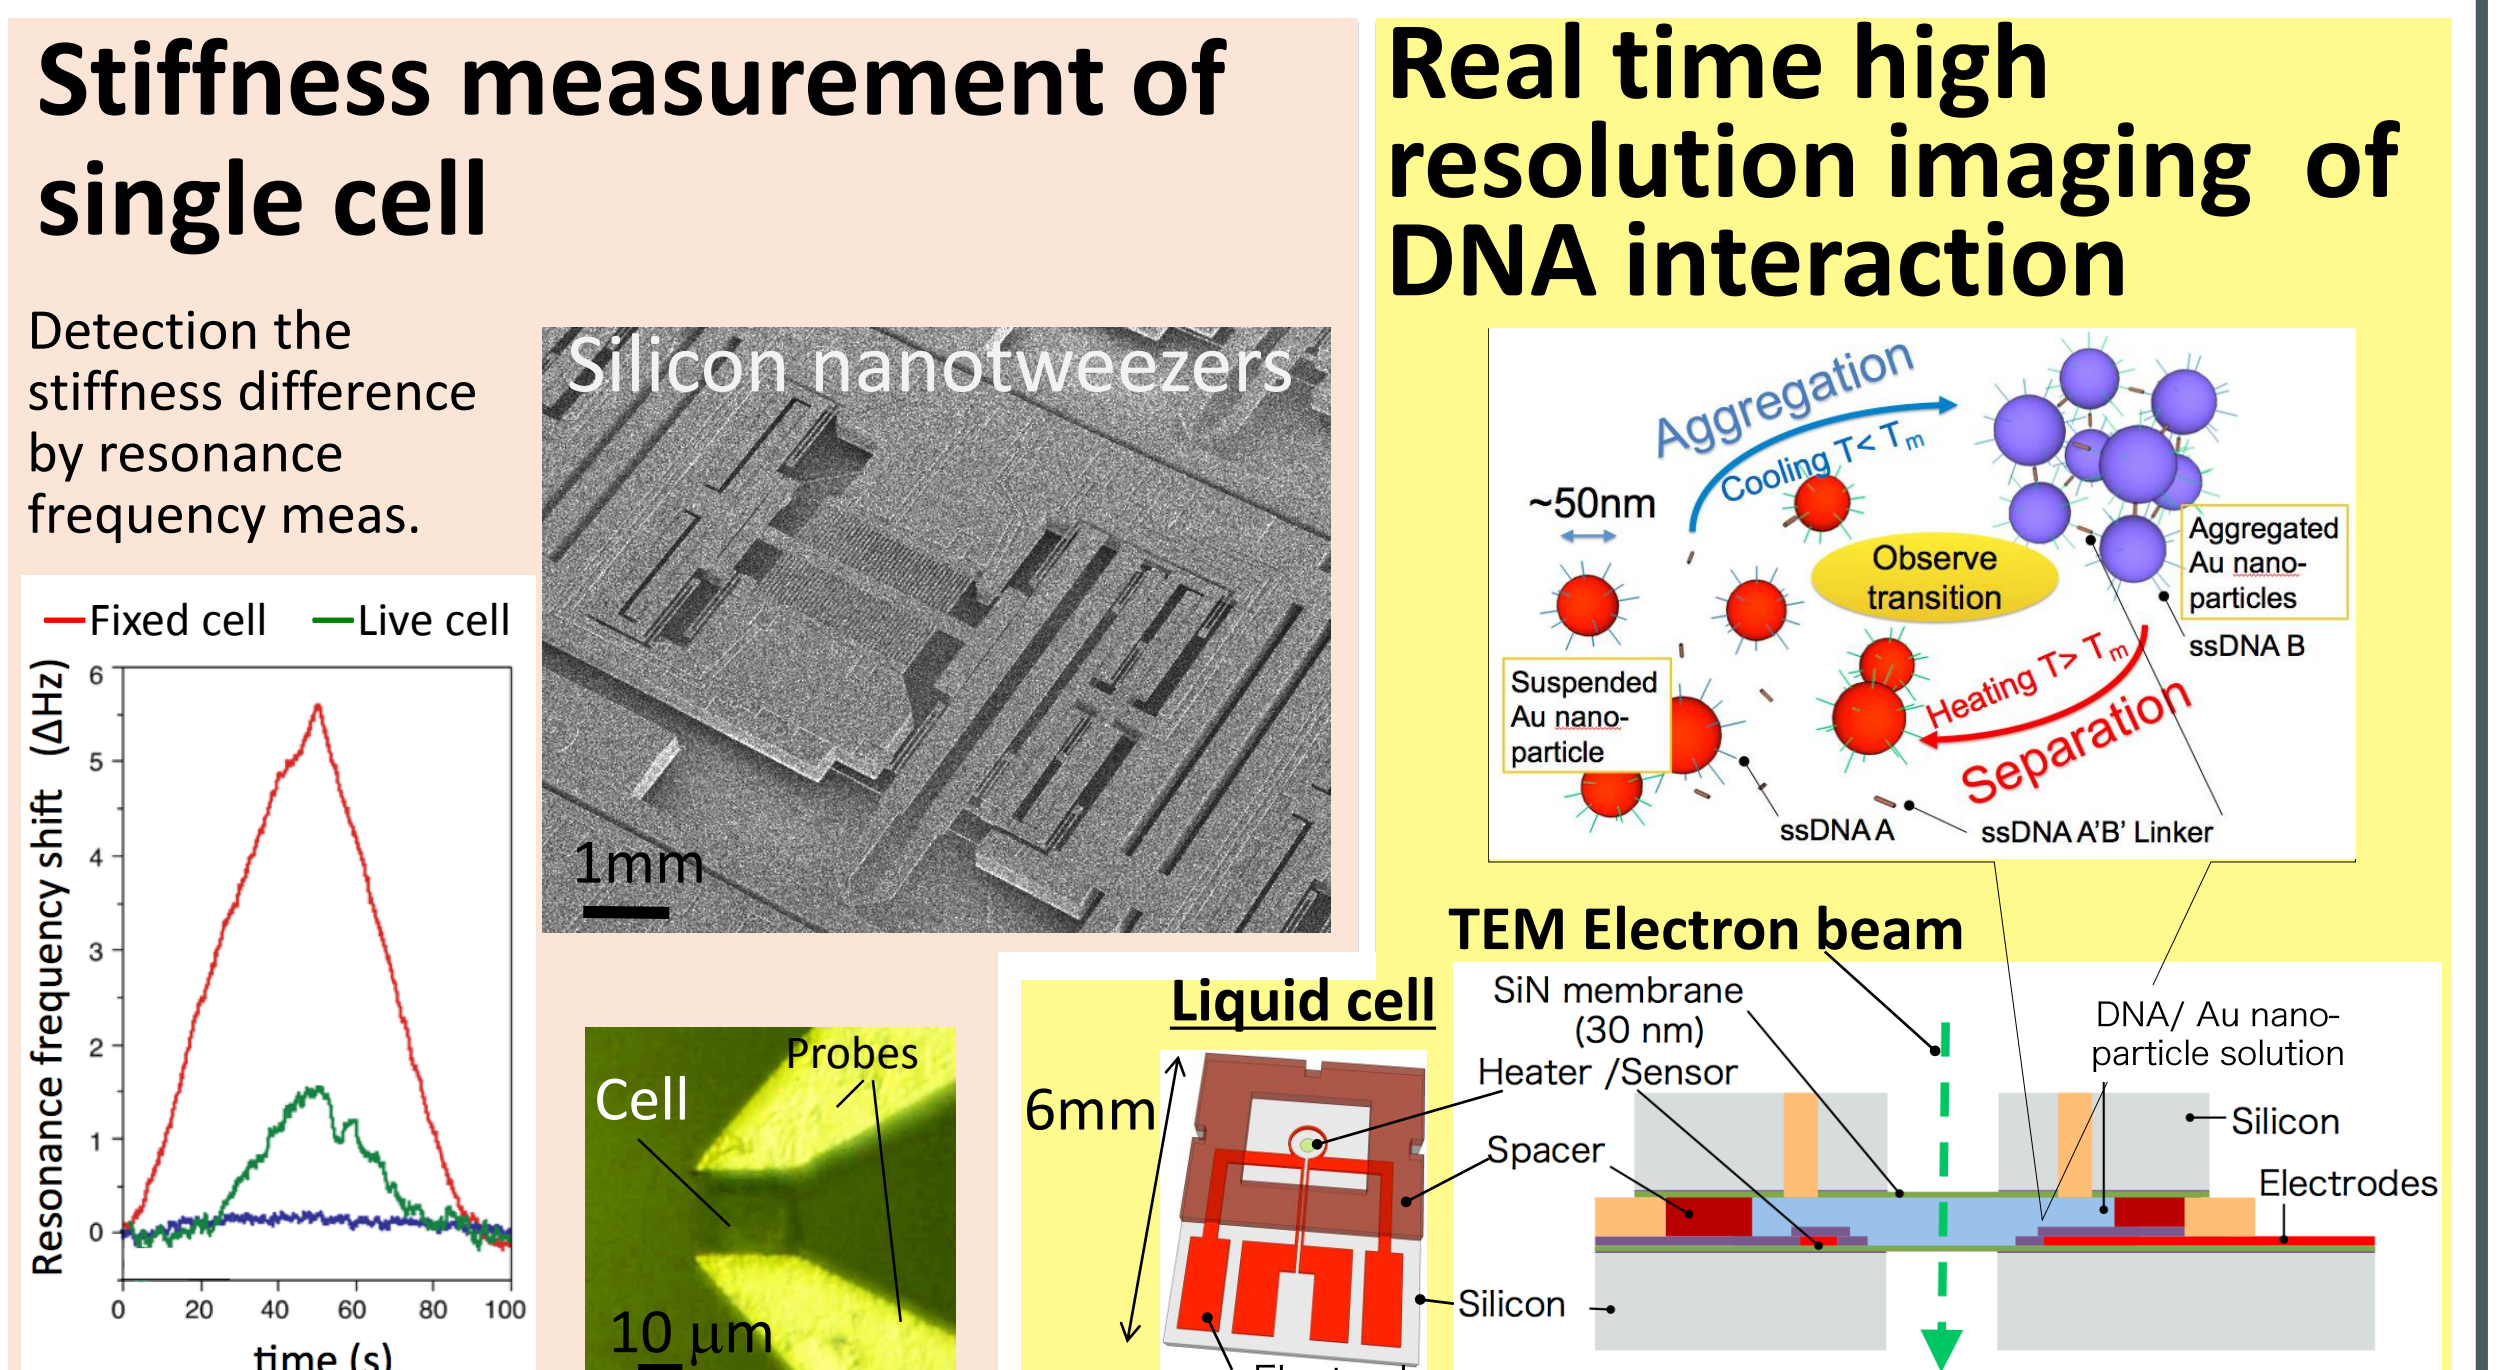 Stiffness measurement of
single cell
Detection the
stiffness difference
by resonance
frequency meas.
Silicon nanotweezers
1mm
Fixed cell
Live cell
Resonance frequency shift (ΔHz)
6
5
4
3
2
1
0
0 20 40 60 80 100
time (s)
Cell
Probes
10 μm
Real time high
resolution imaging of
DNA interaction
Aggregation
Cooling T< Tm
~50nm
Observe
transition
Aggregated
Au nano-
particles
ssDNA B
Suspended
Au nano-
particle
Heating T> Tm
Separation
ssDNA A
ssDNA A'B' Linker
TEM Electron beam
Liquid cell
6mm
SiN membrane
(30 nm)
Heater /Sensor
Spacer
Silicon
DNA/ Au nano-
particle solution
Silicon
Electrodes